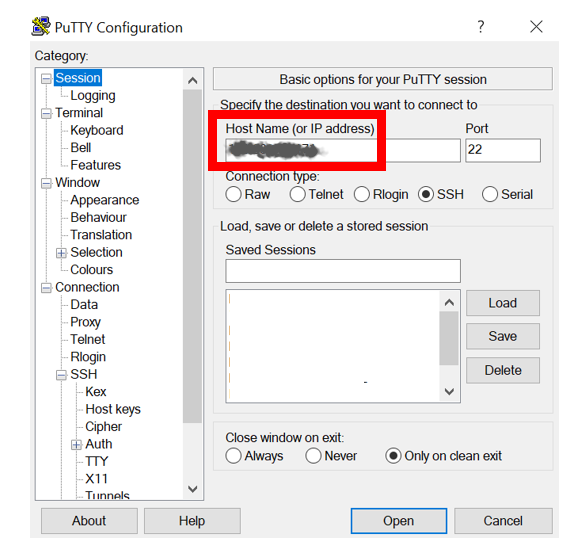 PuTTY Configuration
?
Category:
Session
Logging
Terminal
Keyboard
Bell
Features
Window
Appearance
Behaviour
Translation
Selection
Colours
Connection
Data
Proxy
Telnet
Rlogin
SSH
Kex
Host keys
Cipher
Auth
TTY
X11
Tunnels
Basic options for your PuTTY session
Specify the destination you want to connect to
Host Name (or IP address) Port
22
Connection type:
Raw Telnet Rlogin SSH Serial
Load, save or delete a stored session
Saved Sessions
Load
Save
Delete
Close window on exit:
Always Never Only on clean exit
About Help Open Cancel